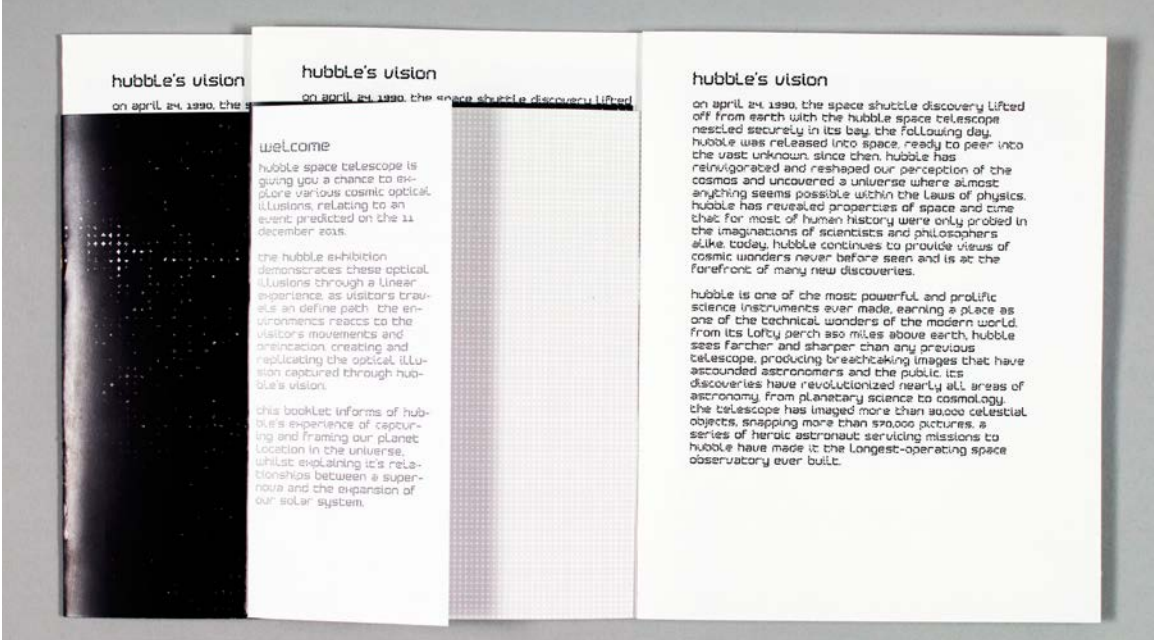 hubble's vision
on april 24, 1990, the s
hubble's vision
on april 24, 1990, the space shuttle discovery lifted
welcome
hubble space telescope is
giving you a chance to ex-
plore various cosmic optical
illusions, relating to an
event predicted on the 11
december 2015.
the hubble exhibition
demonstrates these optical
illusions through a linear
experience, as visitors trav-
els an define path the en-
vironments reacts to the
visitors movements and
oreintacion, creating and
replicating the optical illu-
sion captured through hub-
ble's vision.
this booklet informs of hub-
ble's experience of captur-
ing and framing our planet
location in the universe,
whilst explaining it's rela-
tionships between a super-
nova and the expansion of
our solar system.
hubble's vision
on april 24, 1990, the space shuttle discovery lifted
off from earth with the hubble space telescope
nestled securely in its bay. the following day,
hubble was released into space, ready to peer into
the vast unknown. since then, hubble has
reinvigorated and reshaped our perception of the
cosmos and uncovered a universe where almost
anything seems possible within the laws of physics.
hubble has revealed properties of space and time
that for most of human history were only probed in
the imaginations of scientists and philosophers
alike. today, hubble continues to provide views of
cosmic wonders never before seen and is at the
forefront of many new discoveries.
hubble is one of the most powerful and prolific
science instruments ever made, earning a place as
one of the technical wonders of the modern world.
from its lofty perch 350 miles above earth, hubble
sees farther and sharper than any previous
telescope, producing breathtaking images that have
astounded astronomers and the public. its
discoveries have revolutionized nearly all areas of
astronomy, from planetary science to cosmology.
the telescope has imaged more than 30,000 celestial
objects, snapping more than 570,000 pictures. a
series of heroic astronaut servicing missions to
hubble have made it the longest-operating space
observatory ever built.